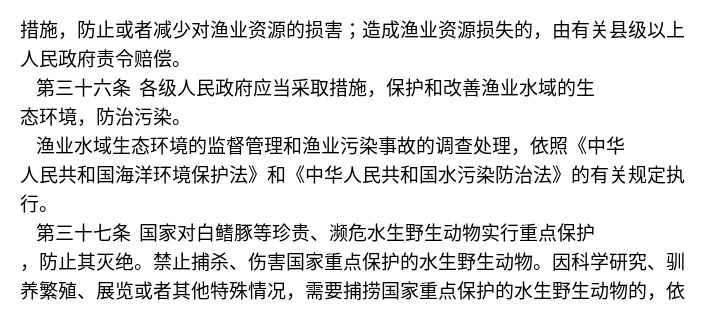 措施，防止或者减少对渔业资源的损害；造成渔业资源损失的，由有关县级以上
人民政府责令赔偿。
第三十六条 各级人民政府应当采取措施，保护和改善渔业水域的生
态环境，防治污染。
渔业水域生态环境的监督管理和渔业污染事故的调查处理，依照《中华
人民共和国海洋环境保护法》和《中华人民共和国水污染防治法》的有关规定执
行。
第三十七条 国家对白鳍豚等珍贵、濒危水生野生动物实行重点保护
，防止其灭绝。禁止捕杀、伤害国家重点保护的水生野生动物。因科学研究、驯
养繁殖、展览或者其他特殊情况，需要捕捞国家重点保护的水生野生动物的，依